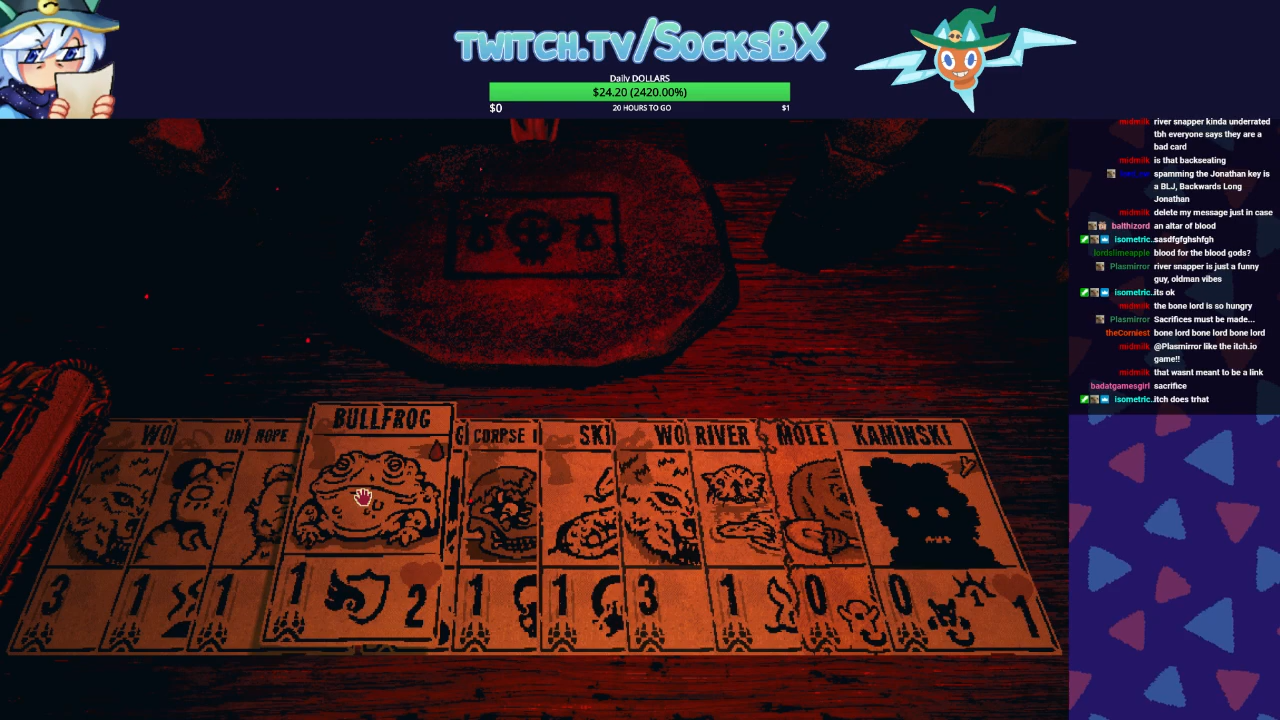 TWITCH.TV/SOCKSBX
Daily DOLLARS
$24.20 (2420.00%)
$0
20 HOURS TO GO
$1
midmilk river snapper kinda underrated
tbh everyone says they are a
bad card
midmilk is that backseating
spamming the Jonathan key is
a BLJ, Backwards Long
Jonathan
midmilk delete my message just in case
balthizord an altar of blood
isometric.. sasdfgfghshfgh
lordslimeapple blood for the blood gods?
Plasmirror river snapper is just a funny
guy, oldman vibes
isometric.. its ok
midmilk the bone lord is so hungry
Plasmirror Sacrifices must be made...
theCorniest bone lord bone lord bone lord
midmilk @Plasmirror like the itch.io
game!!
midmilk that wasnt meant to be a link
badatgamesgirl sacrifice
isometric.. itch does trhat
BULLFROG
WO
UN
ROPE
CORPSE
SKI
WO
RIVER
MOLE
KAMINSKI
3
1
1
1
2
1
1
3
1
0
0
1